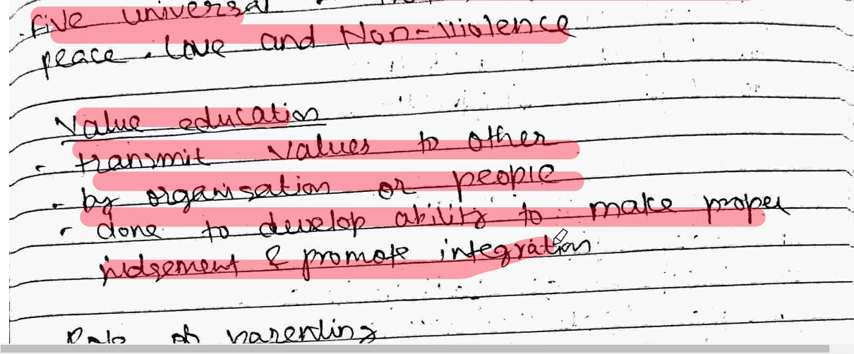 . Five universal
peace . Love and Non-violence
Value education
- transmit values to other
- by organisation or people
- done to develop ability to make proper
judgement & promote integration
Role of parenting